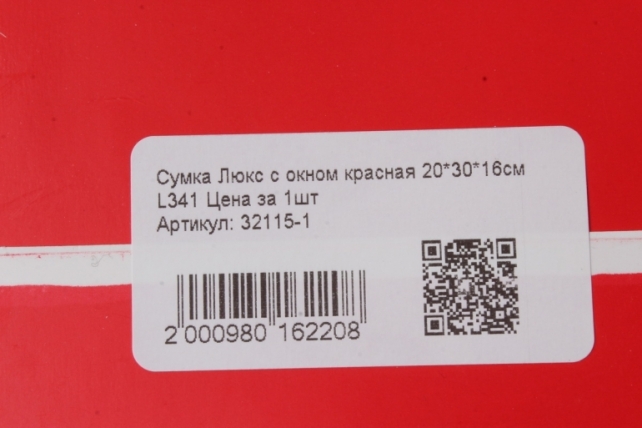 Сумка Люкс с окном красная 20*30*16см
L341 Цена за 1шт
Артикул: 32115-1
2 000980 162208